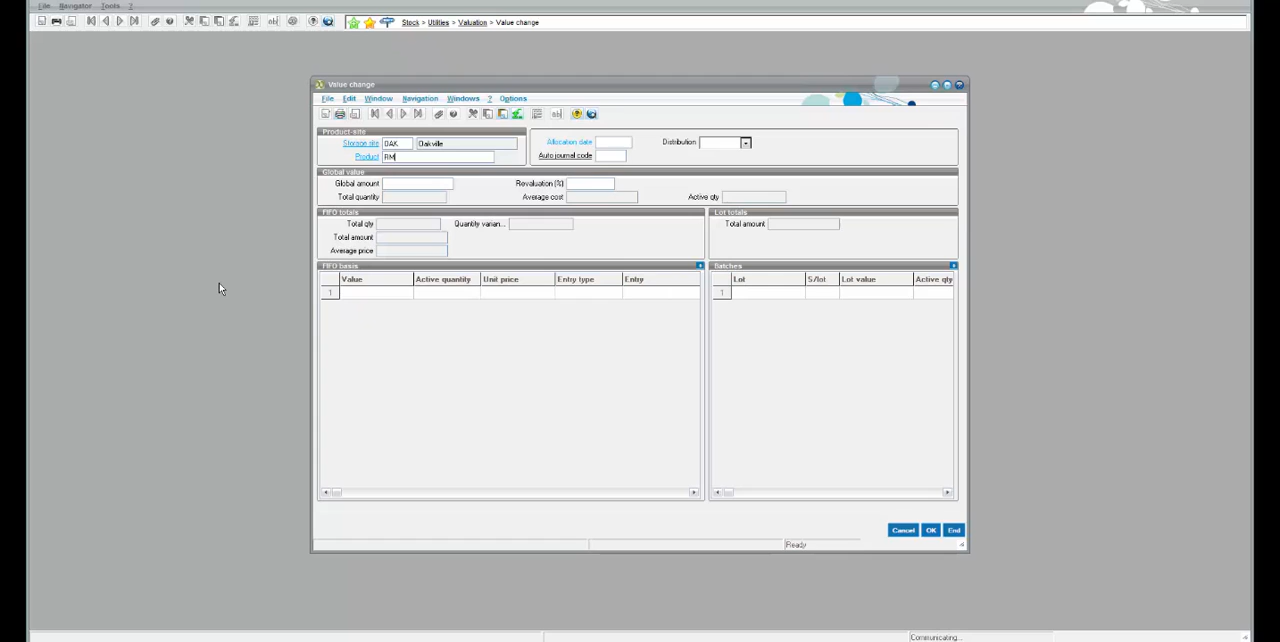 File Navigator Tools ?
Stock > Utilities > Valuation > Value change
Value change
File Edit Window Navigation Windows ? Options
Product-site
Storage site OAK Oakville
Product RM
Allocation date
Distribution
Auto journal code
Global value
Global amount
Revaluation (%)
Total quantity
Average cost
Active qty
FIFO totals
Total qty
Quantity varian...
Total amount
Average price
Lot totals
Total amount
FIFO basis
Value Active quantity Unit price Entry type Entry
1
Batches
Lot S/lot Lot value Active qty
1
Cancel OK End
Ready
Communicating...